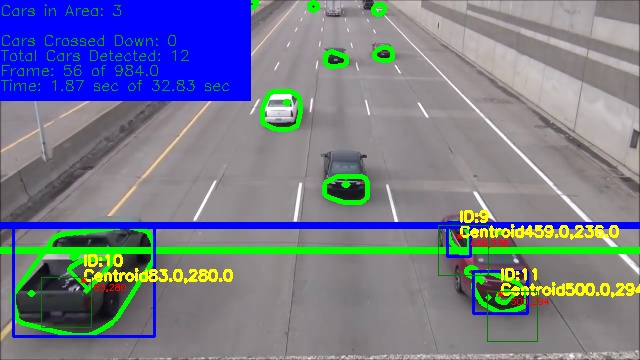 Cars in Area: 3
Cars Crossed Down: 0
Total Cars Detected: 12
Frame: 56 of 984.0
Time: 1.87 sec of 32.83 sec
ID:9
Centroid459.0,236.0
ID:10
Centroid83.0,280.0
ID:11
Centroid500.0,294